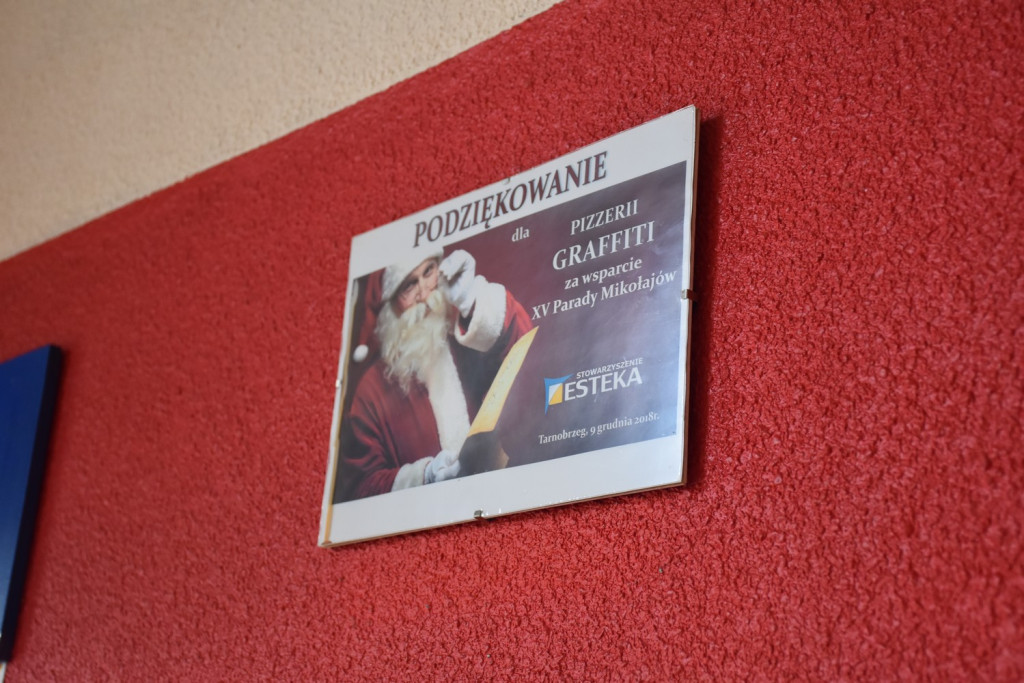 PODZIĘKOWANIE
dla
PIZZERII
GRAFFITI
za wsparcie
XV Parady Mikołajów
STOWARZYSZENIE
ESTEKA
Tarnobrzeg, 9 grudnia 2018r.